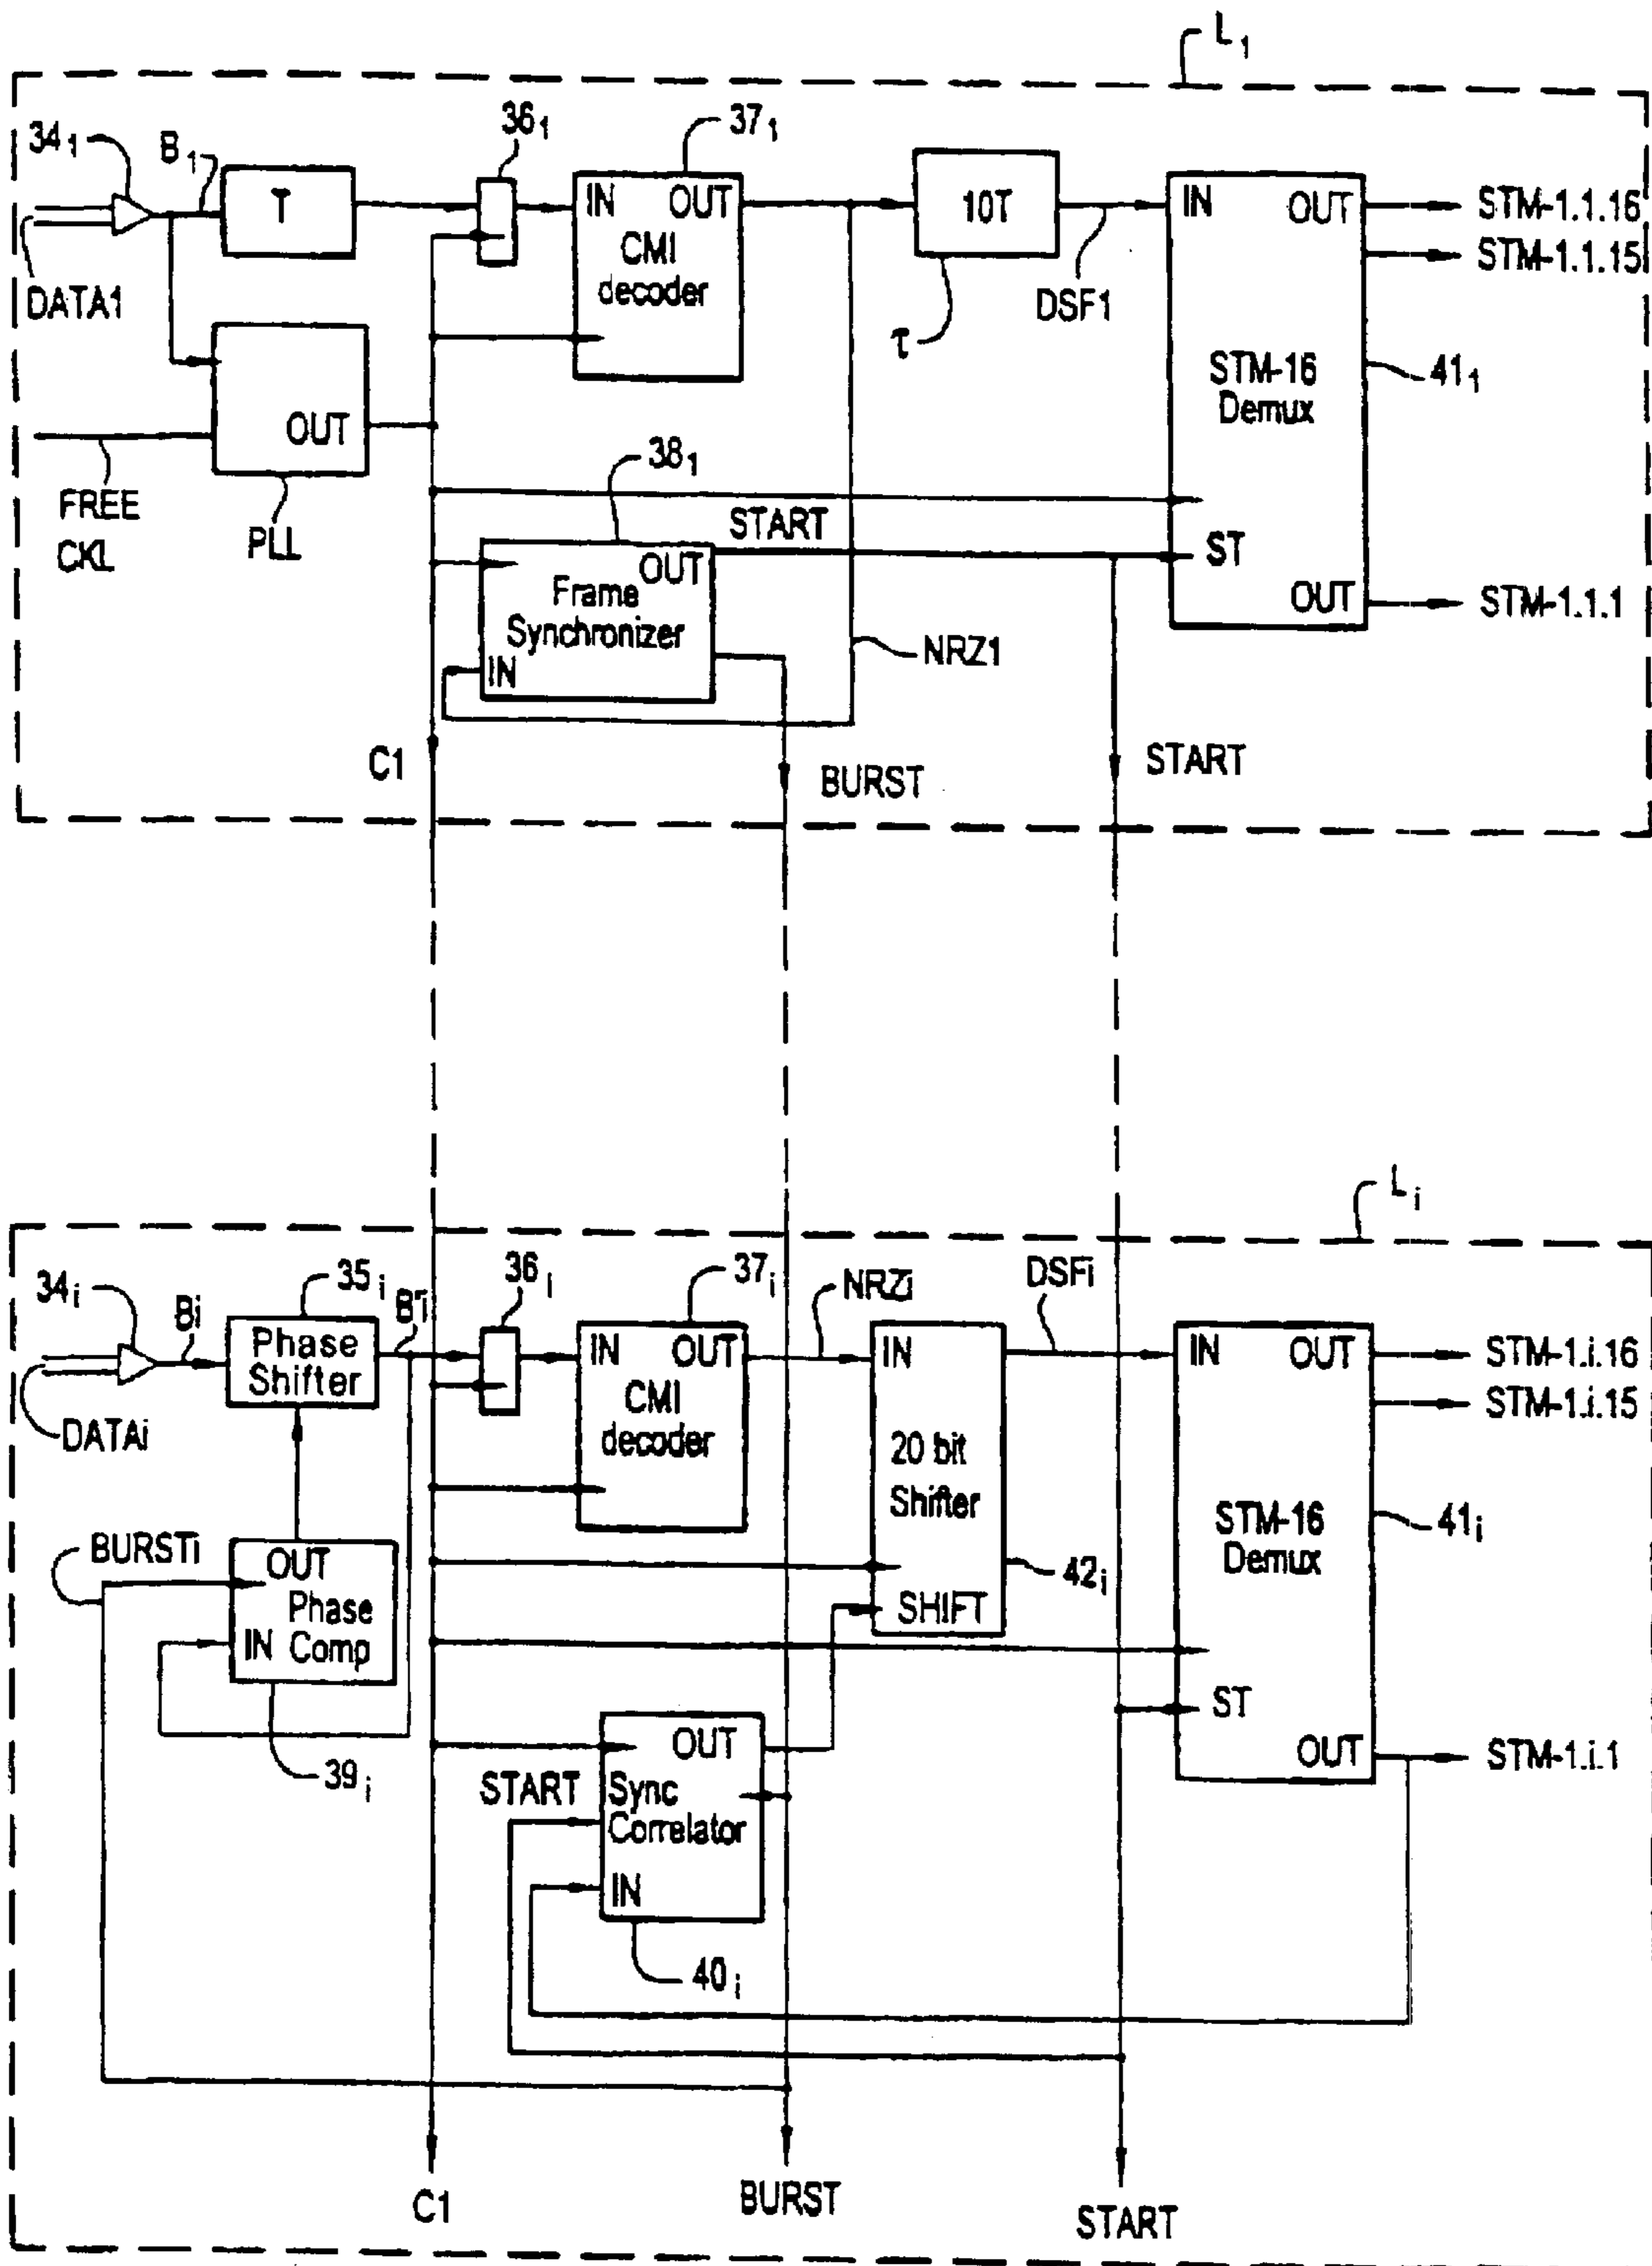 L1
341
B1
T
361
371
IN OUT
CMI
decoder
10T
IN OUT
STM-1.1.16
STM-1.1.15
DATA1
τ
DSF1
STM-16
Demux
411
OUT
FREE
CKL
PLL
381
START
OUT
Frame
Synchronizer
IN
ST
OUT
STM-1.1.1
NRZ1
C1
BURST
START
Li
34i
Bi
35i
Phase
Shifter
B'i
36i
37i
IN OUT
CMI
decoder
NRZi
IN
20 bit
Shifter
SHIFT
42i
DSFi
IN OUT
STM-1.i.16
STM-1.i.15
DATAi
STM-16
Demux
41i
BURSTi
OUT
Phase
Comp
IN
39i
ST
OUT
STM-1.i.1
OUT
START
Sync
Correlator
IN
40i
C1
BURST
START